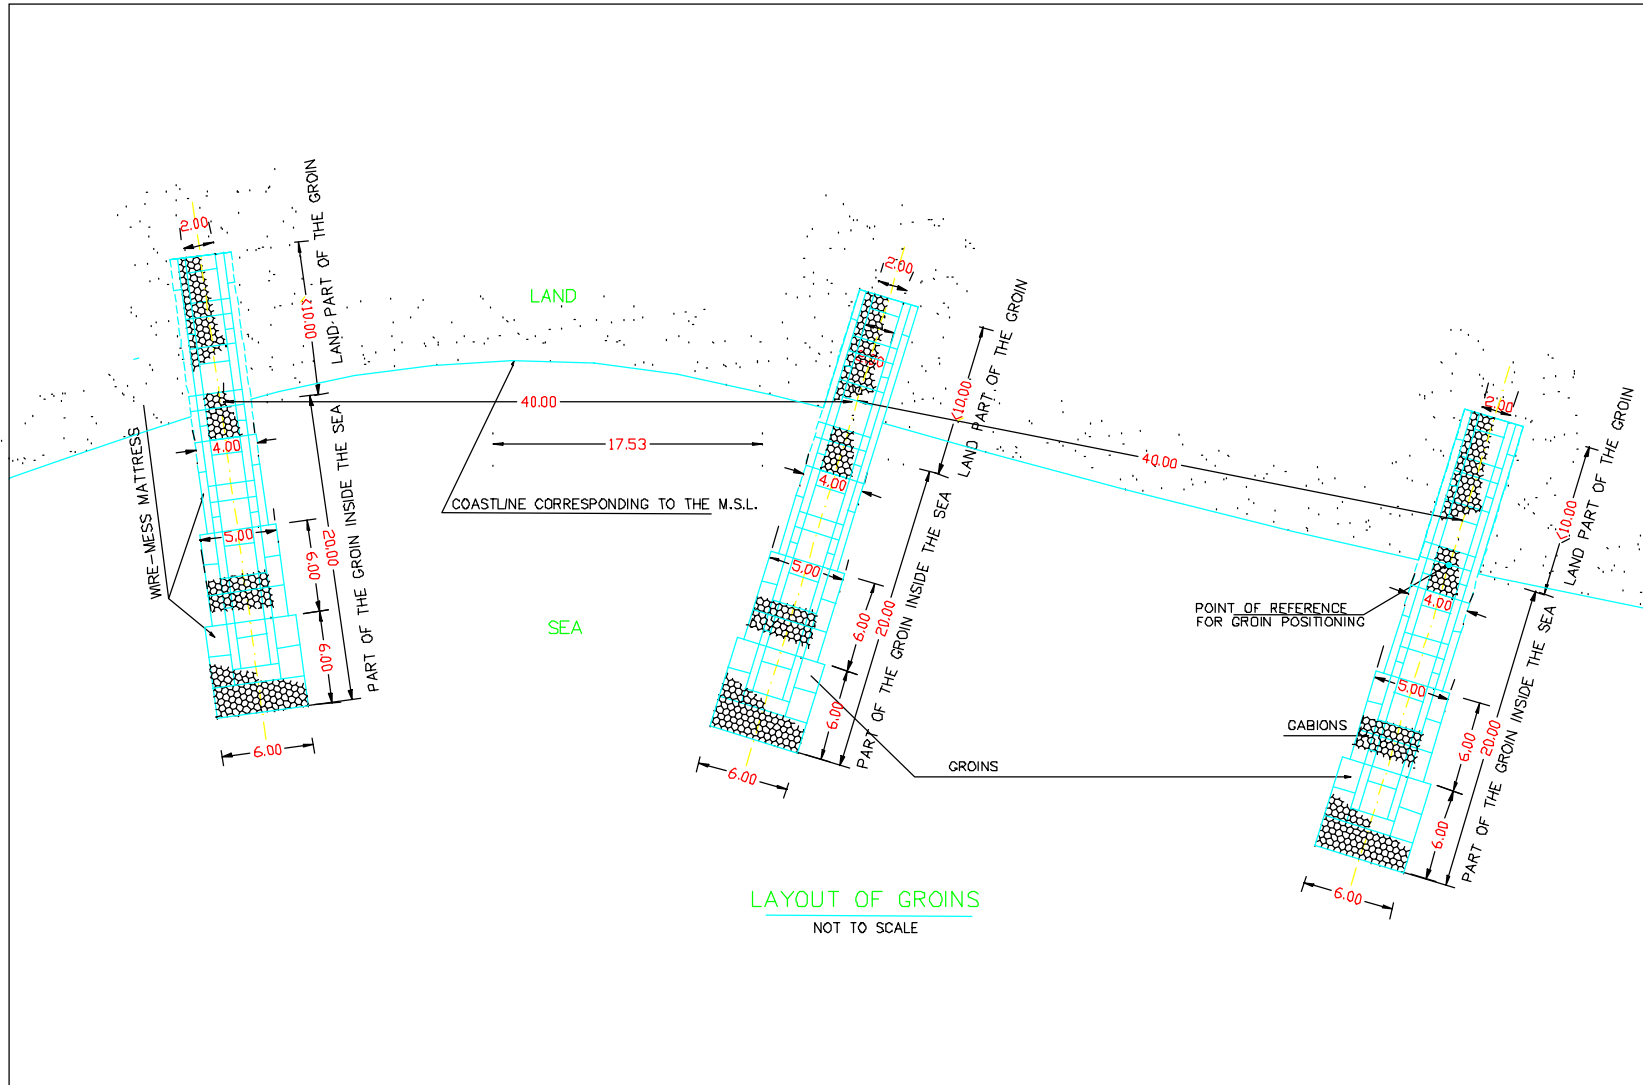 2.00
<10.00
LAND PART OF THE GROIN
WIRE-MESS MATTRESS
4.00
5.00
6.00
20.00
6.00
PART OF THE GROIN INSIDE THE SEA
6.00
LAND
40.00
17.53
COASTLINE CORRESPONDING TO THE M.S.L.
SEA
2.00
<10.00
LAND PART OF THE GROIN
4.00
5.00
6.00
20.00
6.00
PART OF THE GROIN INSIDE THE SEA
6.00
GROINS
40.00
2.00
<10.00
LAND PART OF THE GROIN
POINT OF REFERENCE
FOR GROIN POSITIONING
4.00
5.00
GABIONS
6.00
20.00
6.00
PART OF THE GROIN INSIDE THE SEA
6.00
LAYOUT OF GROINS
NOT TO SCALE